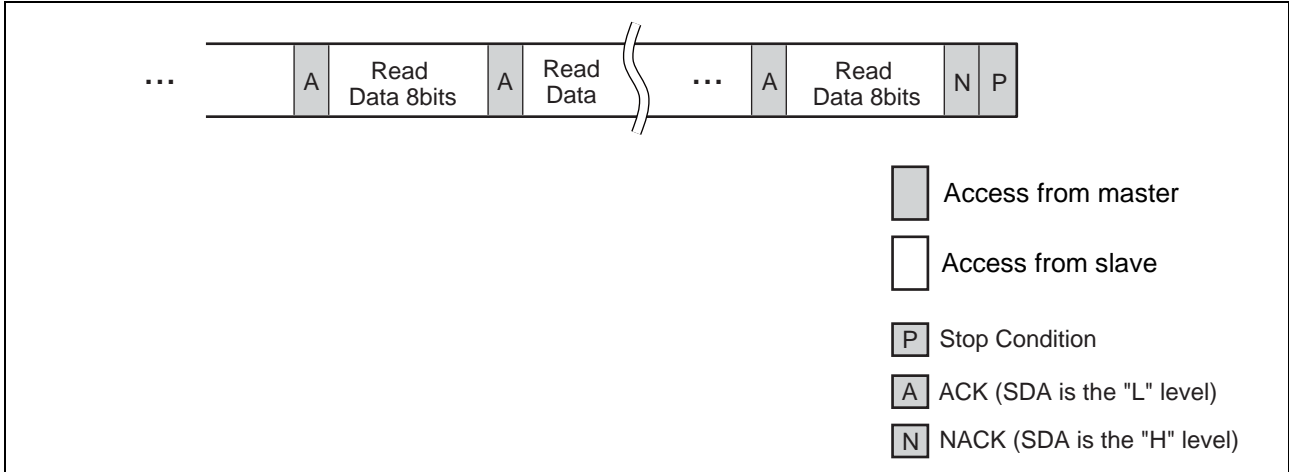 ... A Read Data 8bits A Read Data ... A Read Data 8bits N P
Access from master
Access from slave
P Stop Condition
A ACK (SDA is the "L" level)
N NACK (SDA is the "H" level)